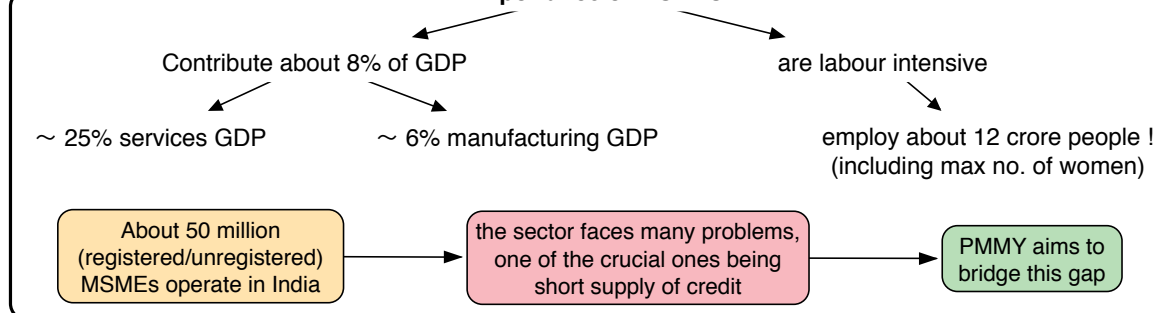 Contribute about 8% of GDP
are labour intensive
~ 25% services GDP
~ 6% manufacturing GDP
employ about 12 crore people !
(including max no. of women)
About 50 million
(registered/unregistered)
MSMEs operate in India
the sector faces many problems,
one of the crucial ones being
short supply of credit
PMMY aims to
bridge this gap